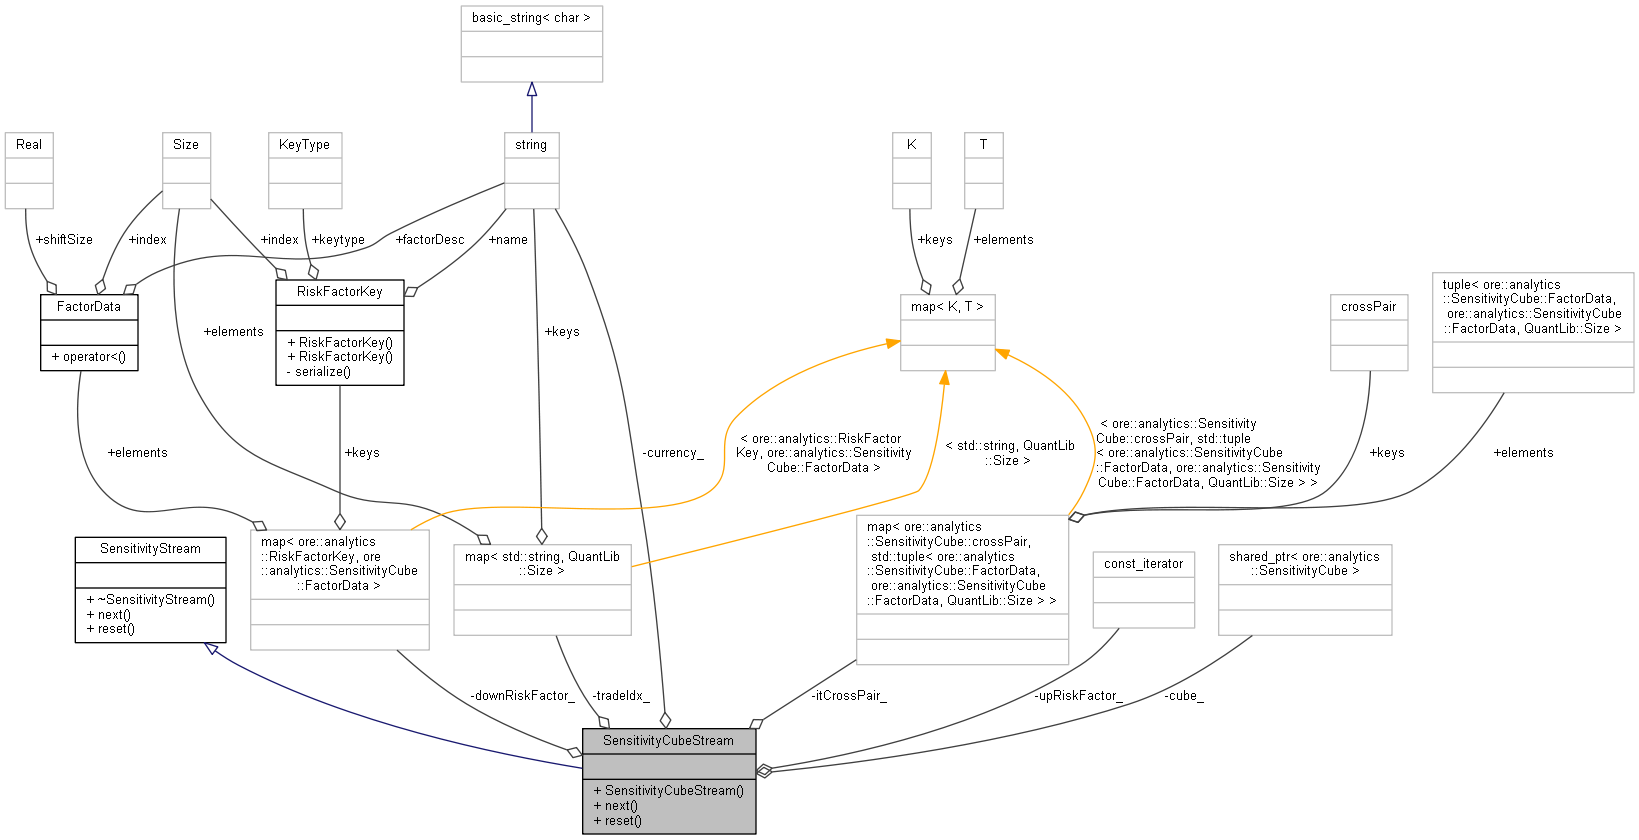 basic_string< char >
Real
Size
KeyType
string
K
T
+shiftSize
+index
+index
+keytype
+factorDesc
+name
+keys
+elements
FactorData
+ operator<()
RiskFactorKey
+ RiskFactorKey()
+ RiskFactorKey()
- serialize()
map< K, T >
crossPair
tuple< ore::analytics
::SensitivityCube::FactorData,
ore::analytics::SensitivityCube
::FactorData, QuantLib::Size >
+elements
+keys
+elements
+keys
-currency_
< ore::analytics::RiskFactor
Key, ore::analytics::Sensitivity
Cube::FactorData >
< std::string, QuantLib
::Size >
< ore::analytics::Sensitivity
Cube::crossPair, std::tuple
< ore::analytics::SensitivityCube
::FactorData, ore::analytics::Sensitivity
Cube::FactorData, QuantLib::Size > >
+keys
+elements
SensitivityStream
+ ~SensitivityStream()
+ next()
+ reset()
map< ore::analytics
::RiskFactorKey, ore
::analytics::SensitivityCube
::FactorData >
map< std::string, QuantLib
::Size >
map< ore::analytics
::SensitivityCube::crossPair,
std::tuple< ore::analytics
::SensitivityCube::FactorData,
ore::analytics::SensitivityCube
::FactorData, QuantLib::Size > >
const_iterator
shared_ptr< ore::analytics
::SensitivityCube >
-downRiskFactor_
-tradeIdx_
-itCrossPair_
-upRiskFactor_
-cube_
SensitivityCubeStream
+ SensitivityCubeStream()
+ next()
+ reset()